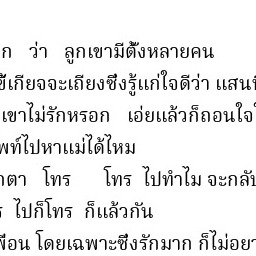 ก ว่า ลูกเขามีตั้งหลายคน
ขี้เกียจจะเถียงซึ่งรู้แก่ใจดีว่า แสน
เขาไม่รักหรอก เอ่ยแล้วก็ถอนใจ
ไปหาแม่ได้ไหม
ตา โทร โทร ไปทำไม จะกลับ
ไปก็โทร ก็แล้วกัน
โดยเฉพาะซึ่งรักมาก ก็ไม่อยา